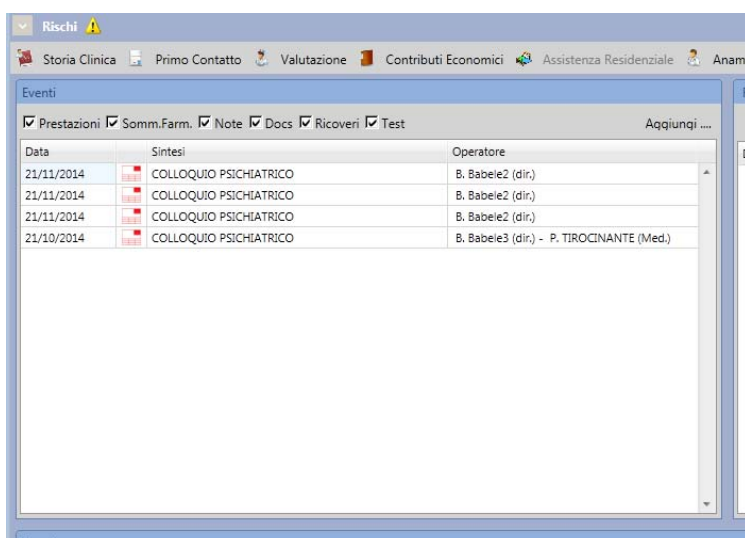 Rischi
Storia Clinica Primo Contatto Valutazione Contributi Economici Assistenza Residenziale Anam
Eventi
Prestazioni Somm.Farm. Note Docs Ricoveri Test Aggiungi ....
Data Sintesi Operatore
21/11/2014 COLLOQUIO PSICHIATRICO B. Babele2 (dir.)
21/11/2014 COLLOQUIO PSICHIATRICO B. Babele2 (dir.)
21/11/2014 COLLOQUIO PSICHIATRICO B. Babele2 (dir.)
21/10/2014 COLLOQUIO PSICHIATRICO B. Babele3 (dir.) - P. TIROCINANTE (Med.)